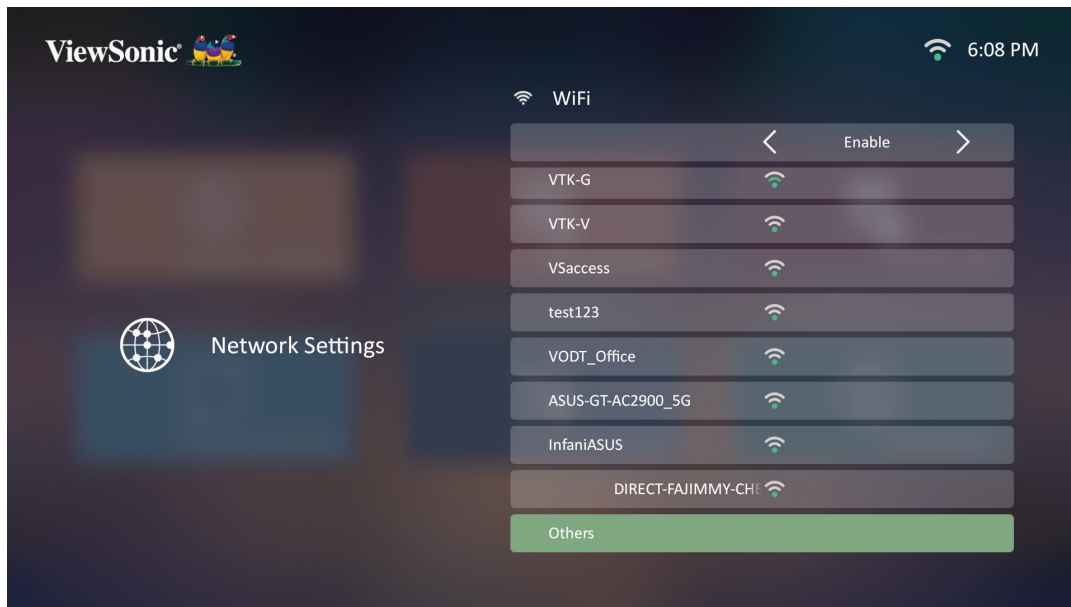 ViewSonic®
6:08 PM
WiFi
Enable
VTK-G
VTK-V
VSaccess
test123
Network Settings
VODT_Office
ASUS-GT-AC2900_5G
InfaniASUS
DIRECT-FAJIMMY-CHE
Others